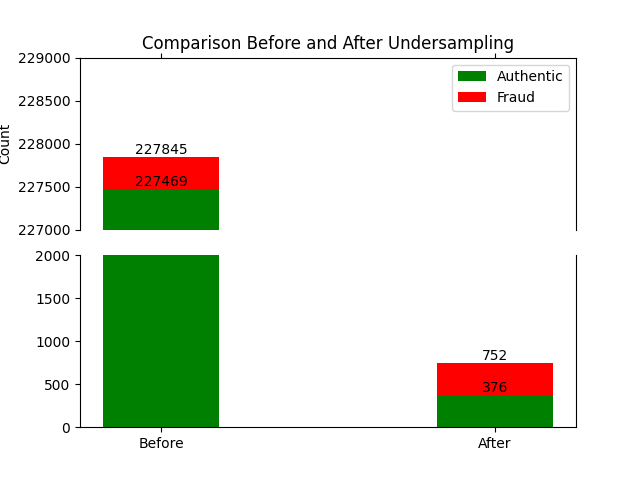 Comparison Before and After Undersampling
229000
228500
228000
227500
227000
Count
Authentic
Fraud
227845
227469
2000
1500
1000
500
0
752
376
Before
After